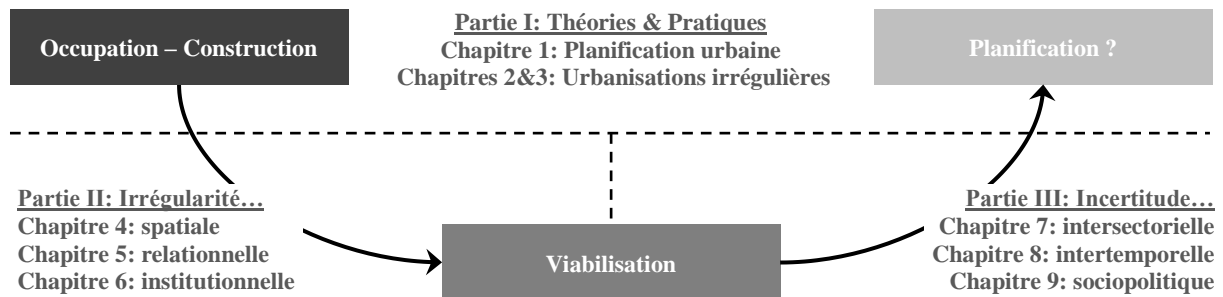 Occupation – Construction
Partie I: Théories & Pratiques
Chapitre 1: Planification urbaine
Chapitres 2&3: Urbanisations irrégulières
Planification ?
Partie II: Irrégularité…
Chapitre 4: spatiale
Chapitre 5: relationnelle
Chapitre 6: institutionnelle
Viabilisation
Partie III: Incertitude…
Chapitre 7: intersectorielle
Chapitre 8: intertemporelle
Chapitre 9: sociopolitique